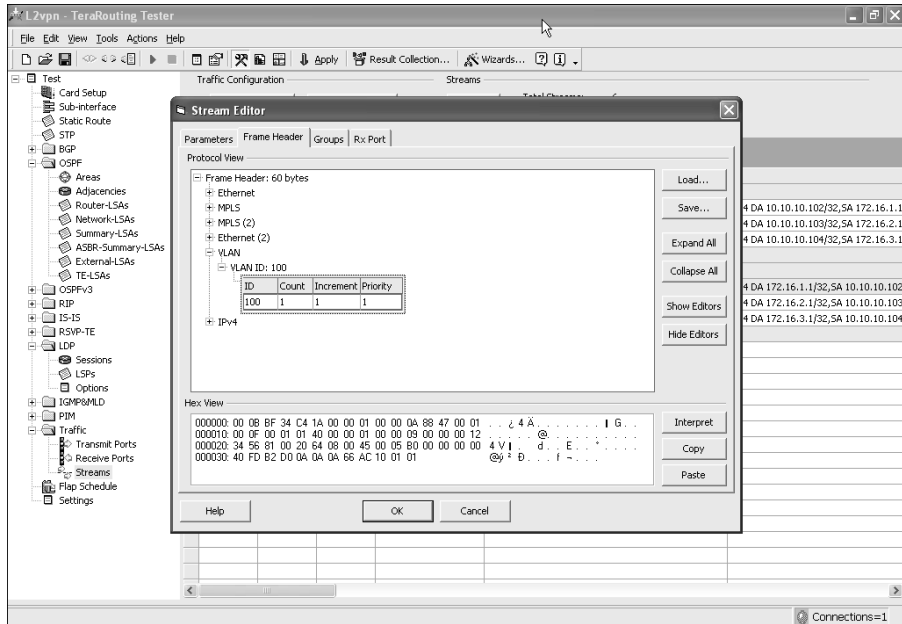 L2vpn - TeraRouting Tester
File Edit View Tools Actions Help
Apply Result Collection... Wizards...
Test
Card Setup
Sub-interface
Static Route
STP
BGP
OSPF
Areas
Adjacencies
Router-LSAs
Network-LSAs
Summary-LSAs
ASBR-Summary-LSAs
External-LSAs
TE-LSAs
OSPFv3
RIP
IS-IS
RSVP-TE
LDP
Sessions
LSPs
Options
IGMP&MLD
PIM
Traffic
Transmit Ports
Receive Ports
Streams
Flap Schedule
Settings
Traffic Configuration
Streams
Stream Editor
Parameters Frame Header Groups Rx Port
Protocol View
Frame Header: 60 bytes
Ethernet
MPLS
MPLS (2)
Ethernet (2)
VLAN
VLAN ID: 100
ID Count Increment Priority
100 1 1 1
IPv4
Load...
Save...
Expand All
Collapse All
Show Editors
Hide Editors
Hex View
000000: 00 0B BF 34 C4 1A 00 00 01 00 00 0A 88 47 00 01 . . ¿ 4 Ä . . . . . . . G . .
000010: 00 0F 00 01 01 40 00 00 01 00 00 09 00 00 00 12 . . . . . @ . . . . . . . . . .
000020: 34 56 81 00 20 64 08 00 45 00 05 B0 00 00 00 00 4 V . d . . E . . ° . . . .
000030: 40 FD B2 D0 0A 0A 0A 66 AC 10 01 01 @ ý ² Ð . . . f ¬ . . .
Interpret
Copy
Paste
Help OK Cancel
4 DA 10.10.10.102/32,SA 172.16.1.1
4 DA 10.10.10.103/32,SA 172.16.2.1
4 DA 10.10.10.104/32,SA 172.16.3.1
4 DA 172.16.1.1/32,SA 10.10.10.102
4 DA 172.16.2.1/32,SA 10.10.10.103
4 DA 172.16.3.1/32,SA 10.10.10.104
Connections=1